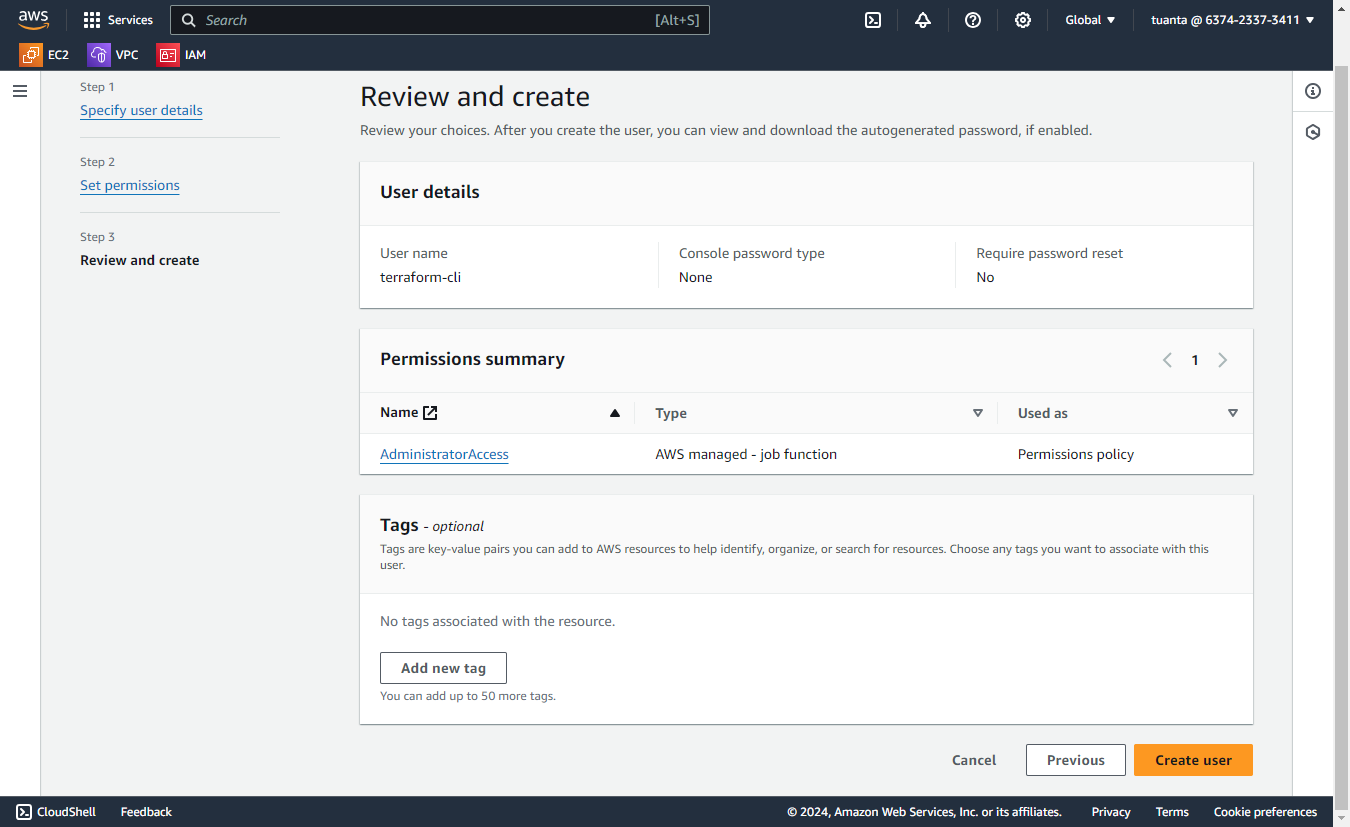 aws
Services
Search
[Alt+S]
Global
tuanta @ 6374-2337-3411
EC2
VPC
IAM
Step 1
Specify user details
Step 2
Set permissions
Step 3
Review and create
Review and create
Review your choices. After you create the user, you can view and download the autogenerated password, if enabled.
User details
User name
terraform-cli
Console password type
None
Require password reset
No
Permissions summary
1
Name
Type
Used as
AdministratorAccess
AWS managed - job function
Permissions policy
Tags - optional
Tags are key-value pairs you can add to AWS resources to help identify, organize, or search for resources. Choose any tags you want to associate with this
user.
No tags associated with the resource.
Add new tag
You can add up to 50 more tags.
Cancel
Previous
Create user
CloudShell
Feedback
© 2024, Amazon Web Services, Inc. or its affiliates.
Privacy
Terms
Cookie preferences